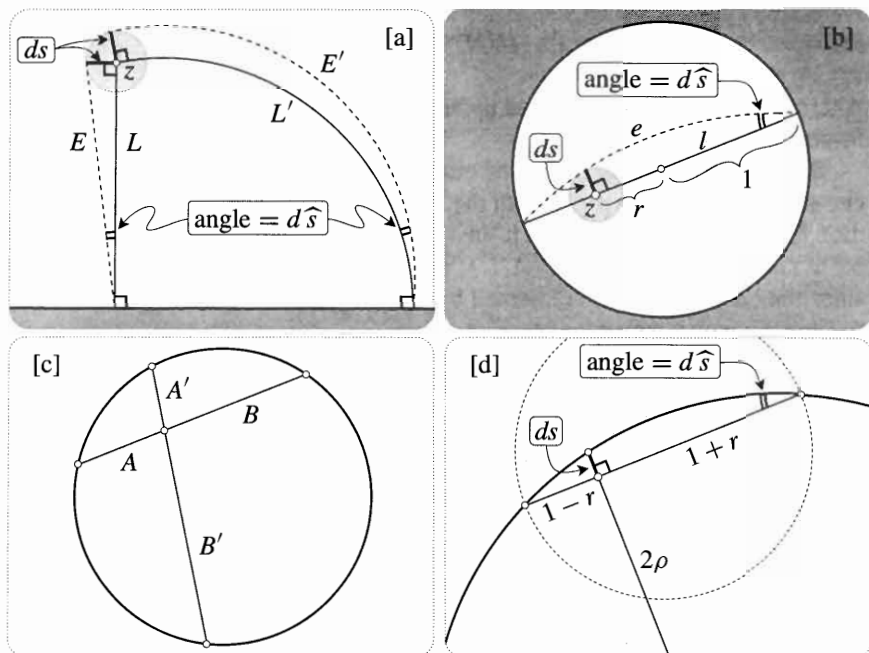 [a]
ds
z
E'
L'
E
L
angle = dŝ
[b]
angle = dŝ
e
ds
l
1
z
r
[c]
A'
B
A
B'
[d]
angle = dŝ
ds
1 + r
1 − r
2ρ